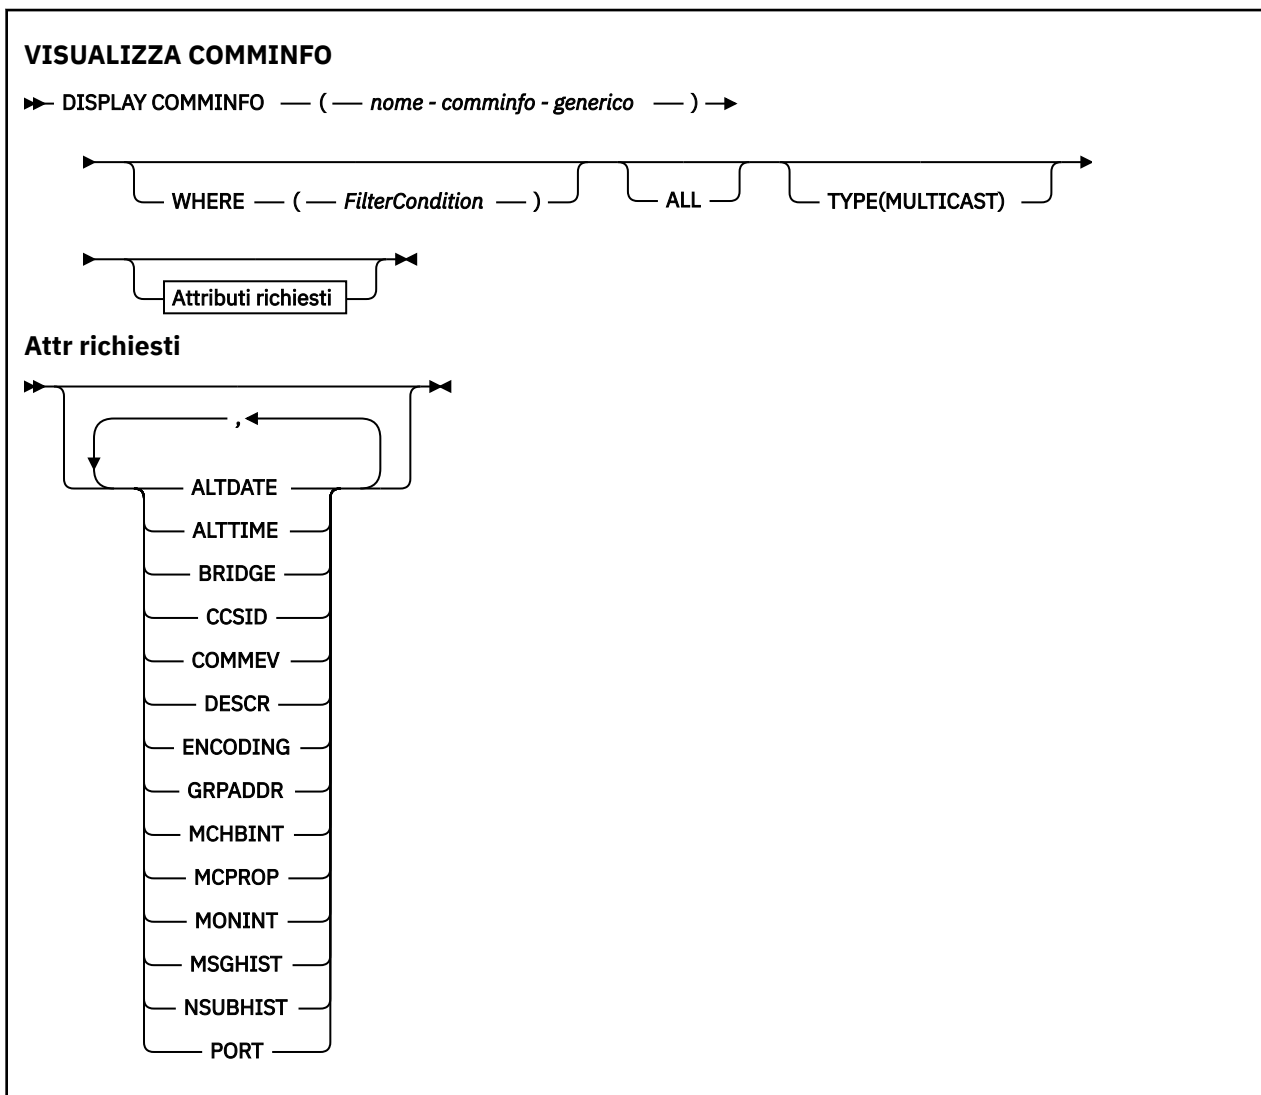 VISUALIZZA COMMINFO
DISPLAY COMMINFO ( nome - comminfo - generico )
WHERE ( FilterCondition ) ALL TYPE(MULTICAST)
Attributi richiesti
Attr richiesti
,
ALTDATE
ALTTIME
BRIDGE
CCSID
COMMEV
DESCR
ENCODING
GRPADDR
MCHBINT
MCPROP
MONINT
MSGHIST
NSUBHIST
PORT